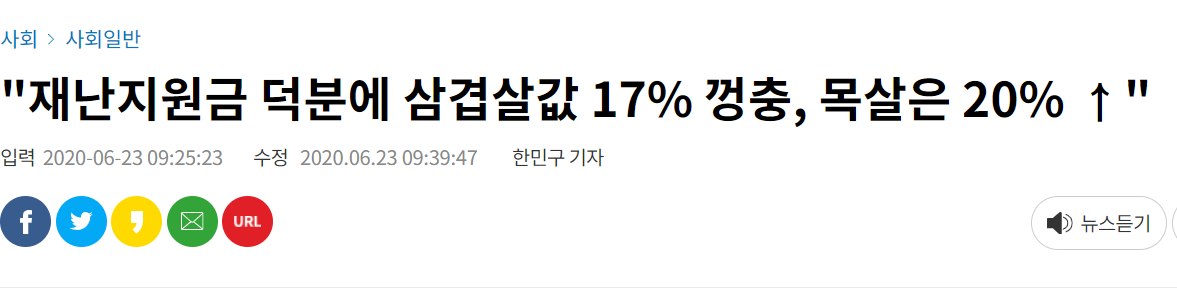 사회 > 사회일반
"재난지원금 덕분에 삼겹살값 17% 껑충, 목살은 20% ↑"
입력 2020-06-23 09:25:23 수정 2020.06.23 09:39:47 한민구 기자
URL 뉴스듣기